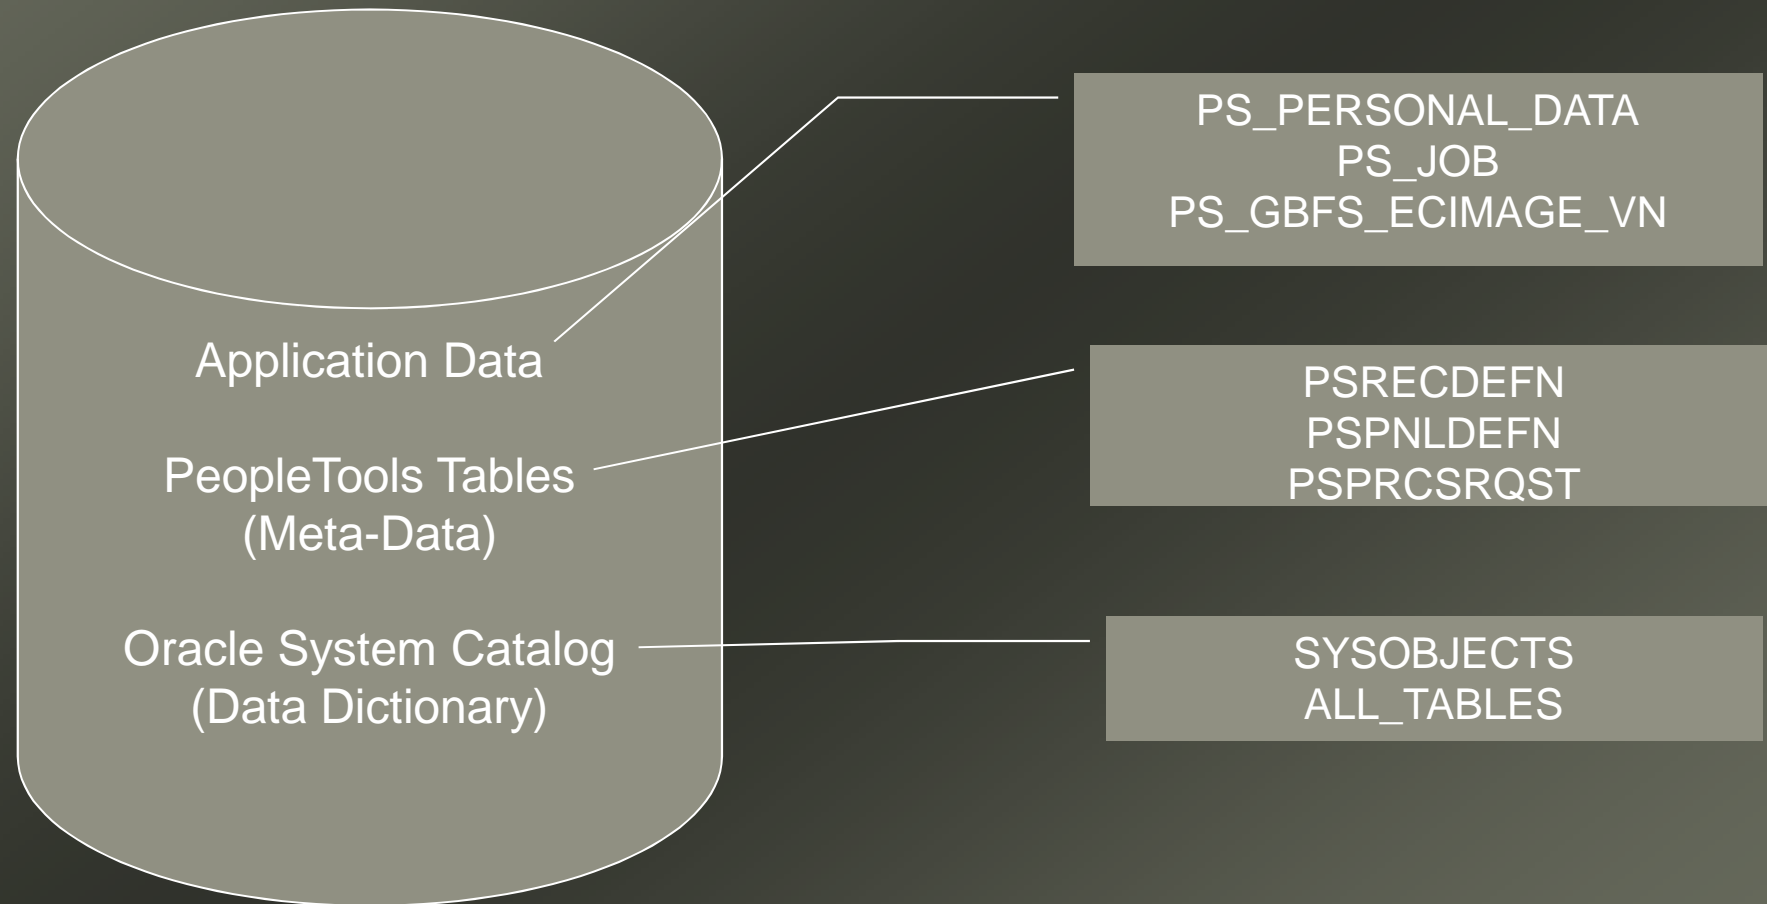 Application Data
PeopleTools Tables
(Meta-Data)
Oracle System Catalog
(Data Dictionary)
PS_PERSONAL_DATA
PS_JOB
PS_GBFS_ECIMAGE_VN
PSRECDEFN
PSPNLDEFN
PSPRCSRQST
SYSOBJECTS
ALL_TABLES